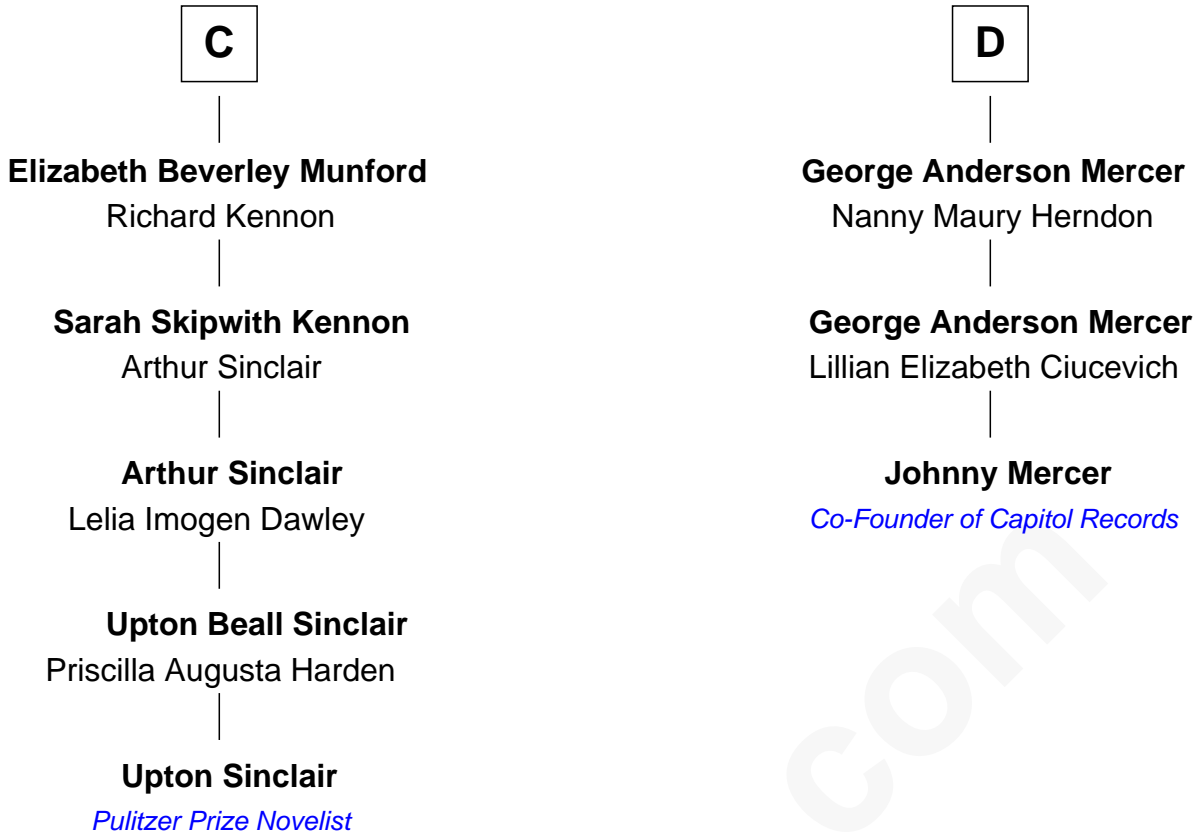 C
Elizabeth Beverley Munford
Richard Kennon
Sarah Skipwith Kennon
Arthur Sinclair
Arthur Sinclair
Lelia Imogen Dawley
Upton Beall Sinclair
Priscilla Augusta Harden
Upton Sinclair
Pulitzer Prize Novelist
D
George Anderson Mercer
Nanny Maury Herndon
George Anderson Mercer
Lillian Elizabeth Ciucevich
Johnny Mercer
Co-Founder of Capitol Records
com